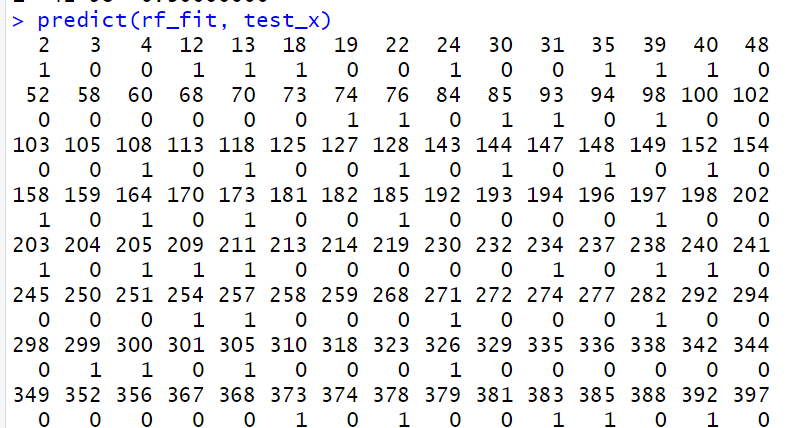 > predict(rf_fit, test_x)
2 3 4 12 13 18 19 22 24 30 31 35 39 40 48
1 0 0 1 1 1 0 0 1 0 0 1 1 1 0
52 58 60 68 70 73 74 76 84 85 93 94 98 100 102
0 0 0 0 0 0 1 1 0 1 1 0 1 0 0
103 105 108 113 118 125 127 128 143 144 147 148 149 152 154
0 0 1 0 1 0 0 1 0 1 0 1 0 1 0
158 159 164 170 173 181 182 185 192 193 194 196 197 198 202
1 0 1 0 1 0 0 1 0 0 0 0 1 0 0
203 204 205 209 211 213 214 219 230 232 234 237 238 240 241
1 0 1 1 1 0 0 0 0 0 1 0 1 1 0
245 250 251 254 257 258 259 268 271 272 274 277 282 292 294
0 0 0 1 1 0 0 0 1 0 0 0 1 0 0
298 299 300 301 305 310 318 323 326 329 335 336 338 342 344
0 1 1 0 1 0 0 0 1 0 0 0 0 0 0
349 352 356 367 368 373 374 378 379 381 383 385 388 392 397
0 0 0 0 0 1 0 1 0 0 1 1 0 1 0